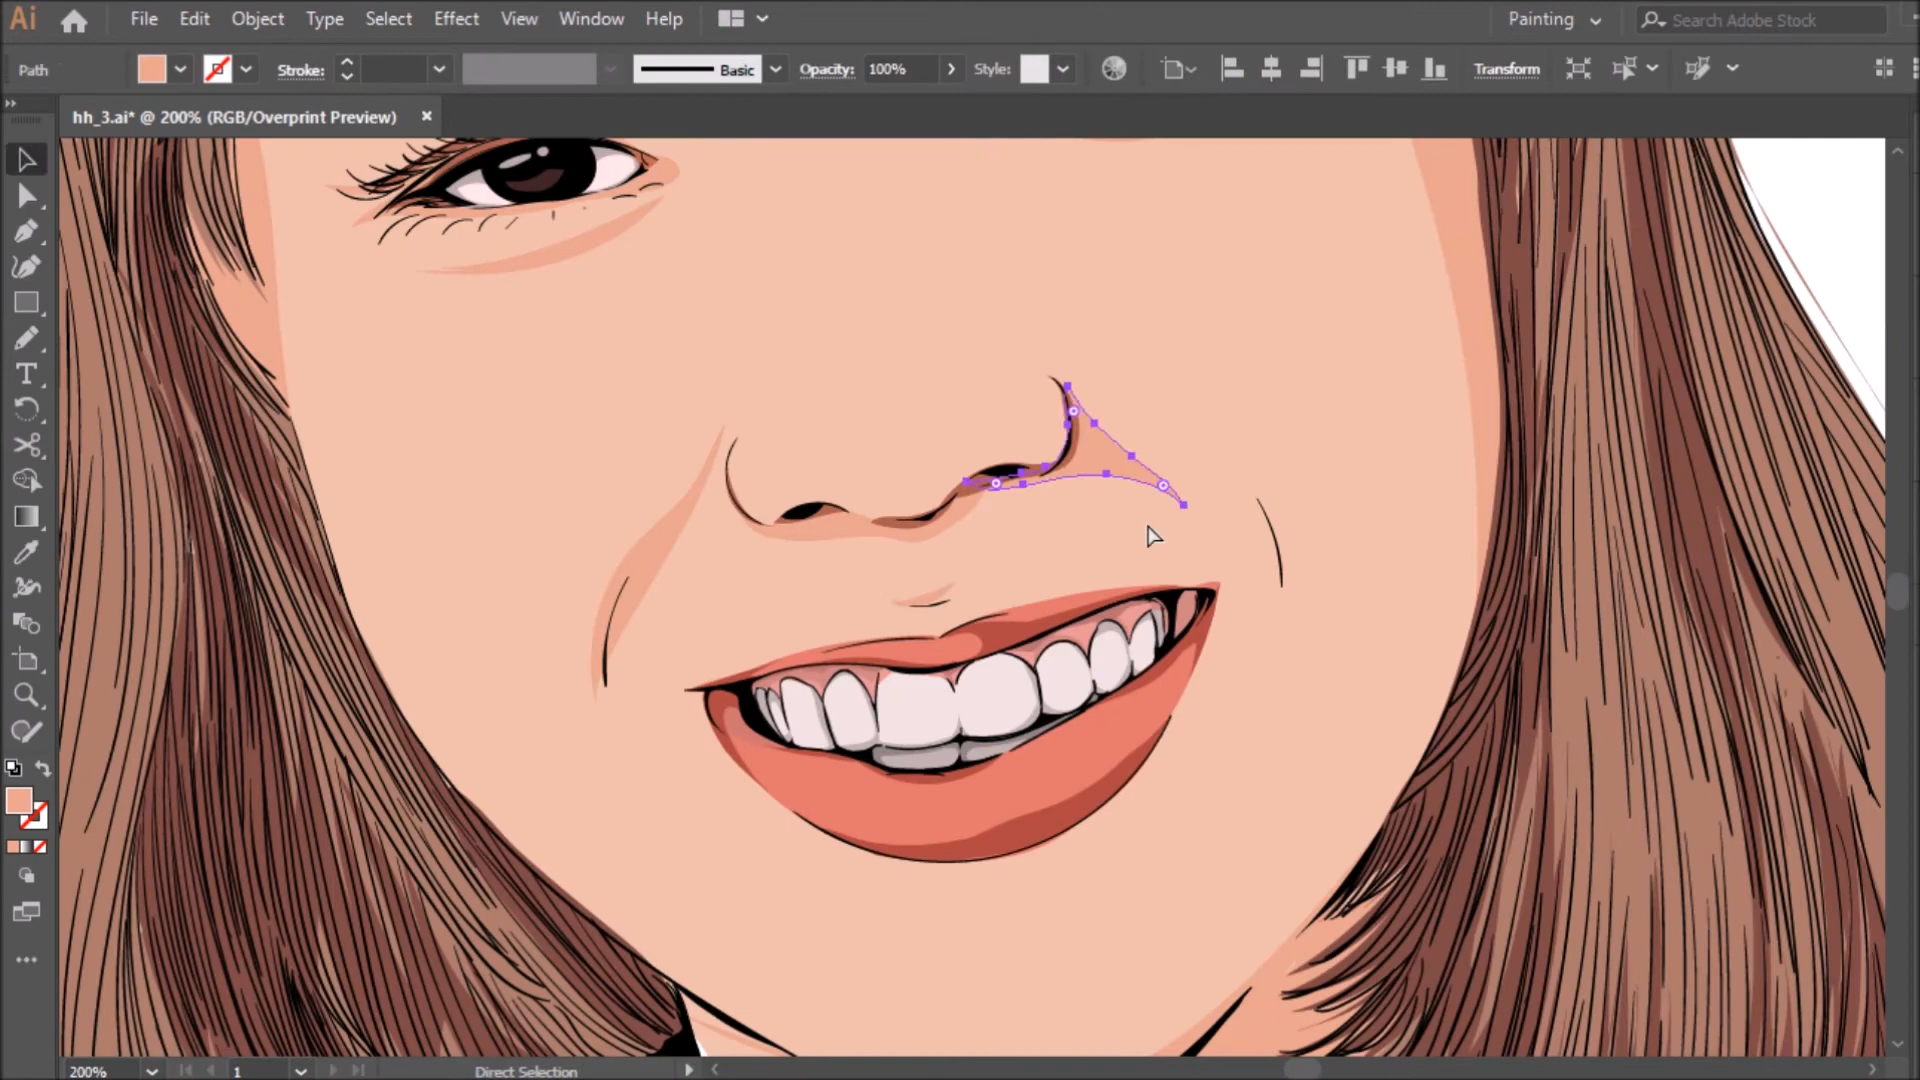 Ai File Edit Object Type Select Effect View Window Help Painting Search Adobe Stock
Path Stroke: Basic Opacity: 100% Style: Transform
hh_3.ai* @ 200% (RGB/Overprint Preview) ×
T
200% 1 Direct Selection